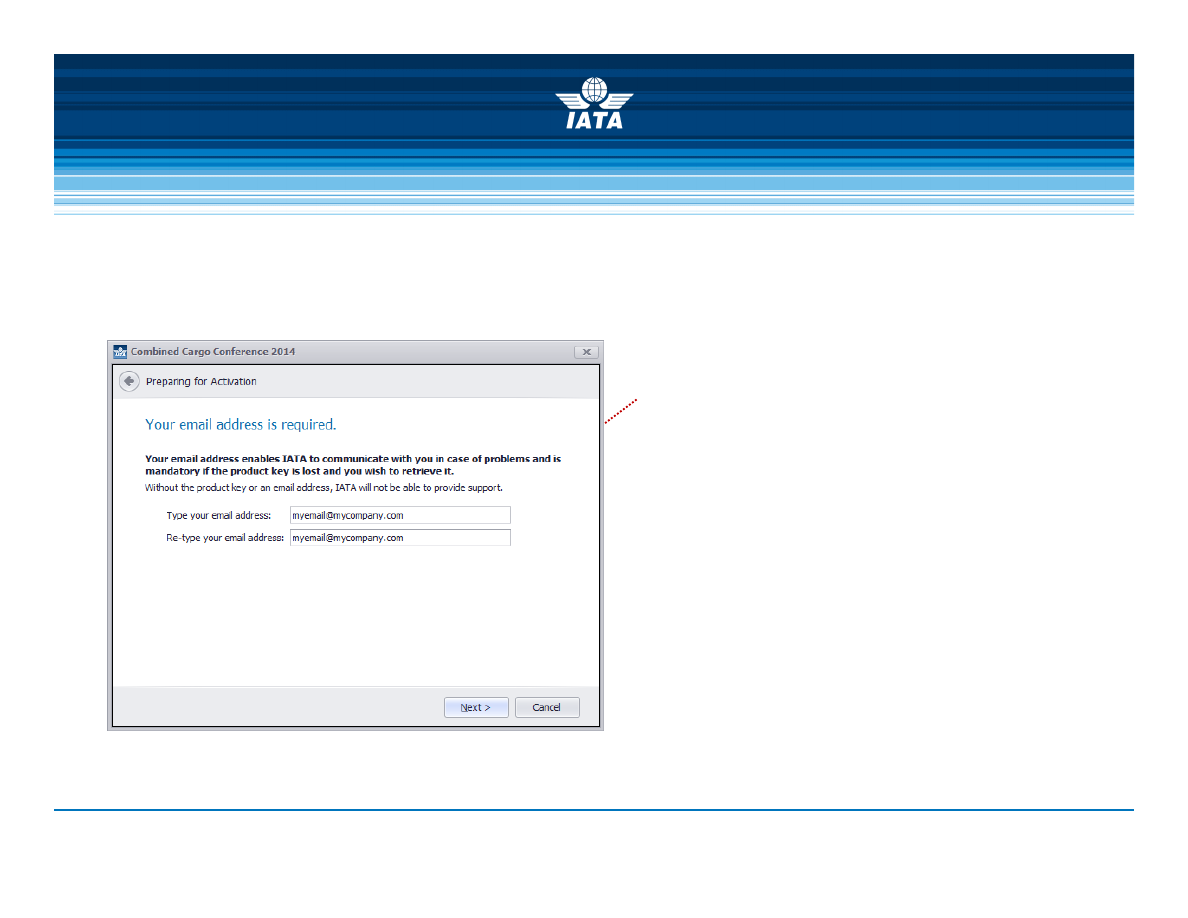 IATA
Combined Cargo Conference 2014
Preparing for Activation
Your email address is required.
Your email address enables IATA to communicate with you in case of problems and is
mandatory if the product key is lost and you wish to retrieve it.
Without the product key or an email address, IATA will not be able to provide support.
Type your email address: myemail@mycompany.com
Re-type your email address: myemail@mycompany.com
Next > Cancel